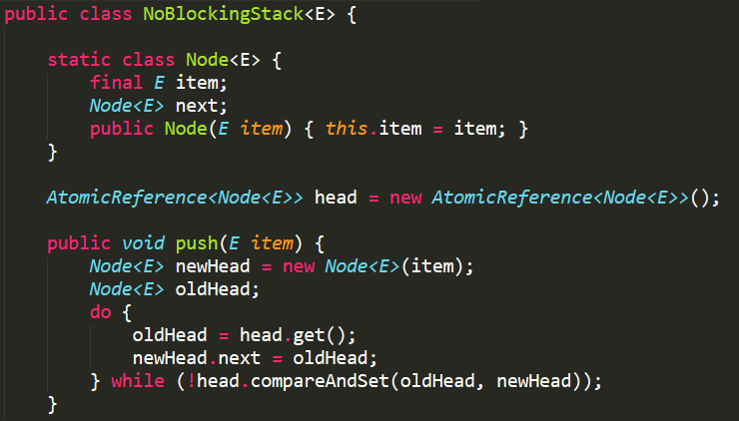 public class NoBlockingStack<E> {
static class Node<E> {
final E item;
Node<E> next;
public Node(E item) { this.item = item; }
}
AtomicReference<Node<E>> head = new AtomicReference<Node<E>>();
public void push(E item) {
Node<E> newHead = new Node<E>(item);
Node<E> oldHead;
do {
oldHead = head.get();
newHead.next = oldHead;
} while (!head.compareAndSet(oldHead, newHead));
}